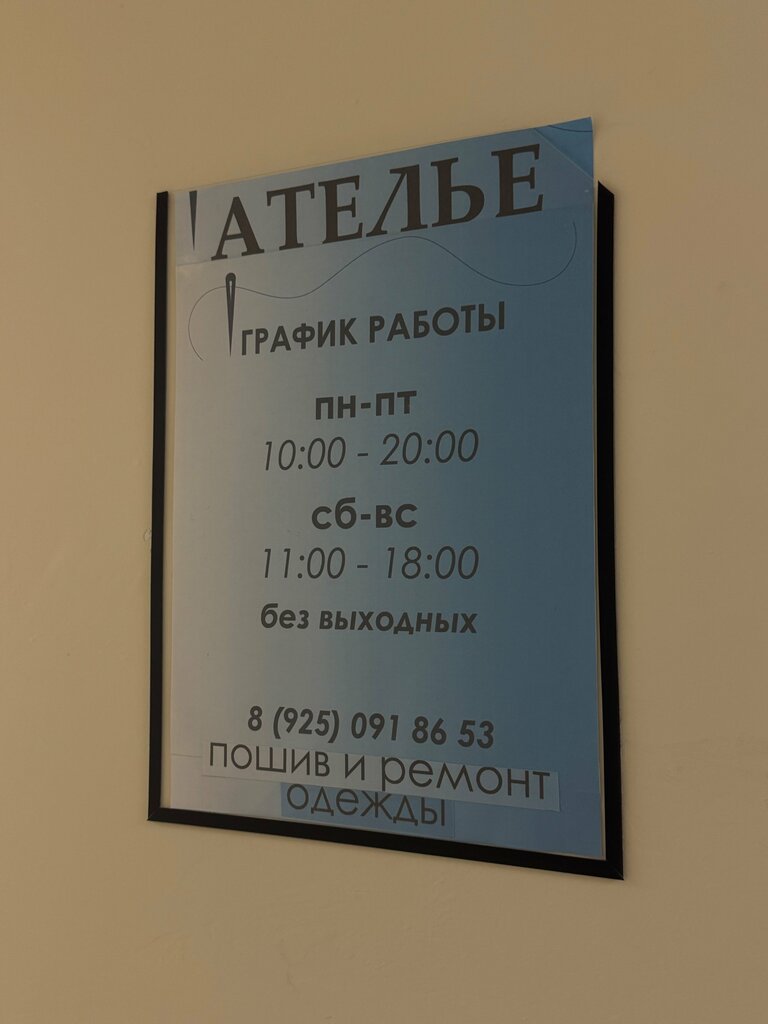 АТЕЛЬЕ
ГРАФИК РАБОТЫ
пн-пт
10:00 - 20:00
сб-вс
11:00 - 18:00
без выходных
8 (925) 091 86 53
пошив и ремонт
одежды